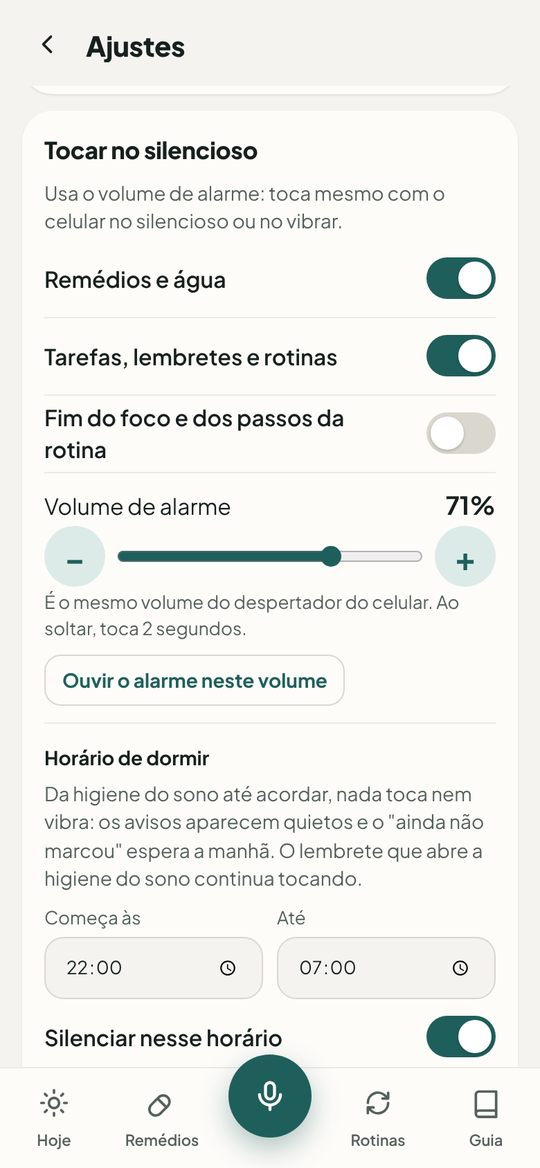 Ajustes
Tocar no silencioso
Usa o volume de alarme: toca mesmo com o
celular no silencioso ou no vibrar.
Remédios e água
Tarefas, lembretes e rotinas
Fim do foco e dos passos da
rotina
Volume de alarme 71%
− +
É o mesmo volume do despertador do celular. Ao
soltar, toca 2 segundos.
Ouvir o alarme neste volume
Horário de dormir
Da higiene do sono até acordar, nada toca nem
vibra: os avisos aparecem quietos e o "ainda não
marcou" espera a manhã. O lembrete que abre a
higiene do sono continua tocando.
Começa às Até
22:00 07:00
Silenciar nesse horário
Hoje Remédios Rotinas Guia